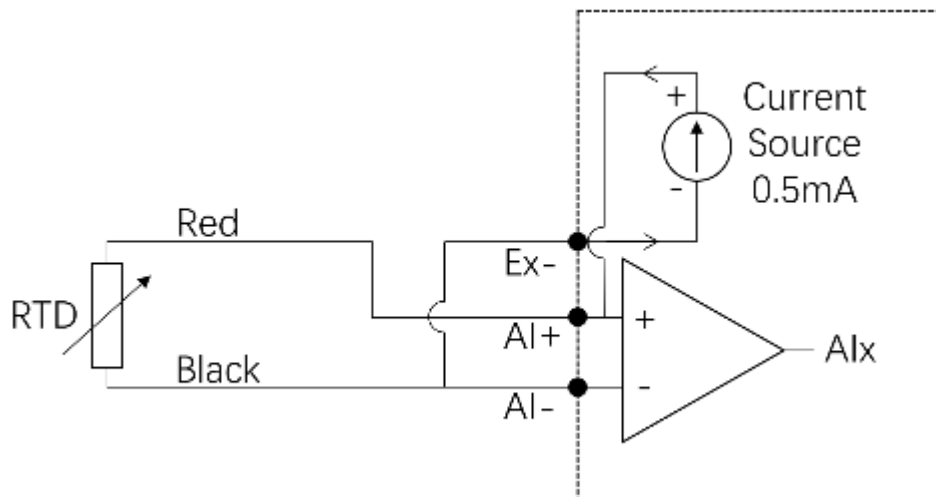 +
Current
Source
0.5mA
-
Red
Ex-
RTD
AI+
+
AIx
Black
AI-
-